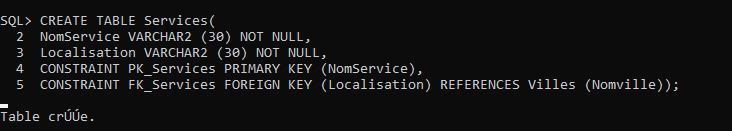 SQL> CREATE TABLE Services(
2 NomService VARCHAR2 (30) NOT NULL,
3 Localisation VARCHAR2 (30) NOT NULL,
4 CONSTRAINT PK_Services PRIMARY KEY (NomService),
5 CONSTRAINT FK_Services FOREIGN KEY (Localisation) REFERENCES Villes (Nomville));
Table crÚÚe.